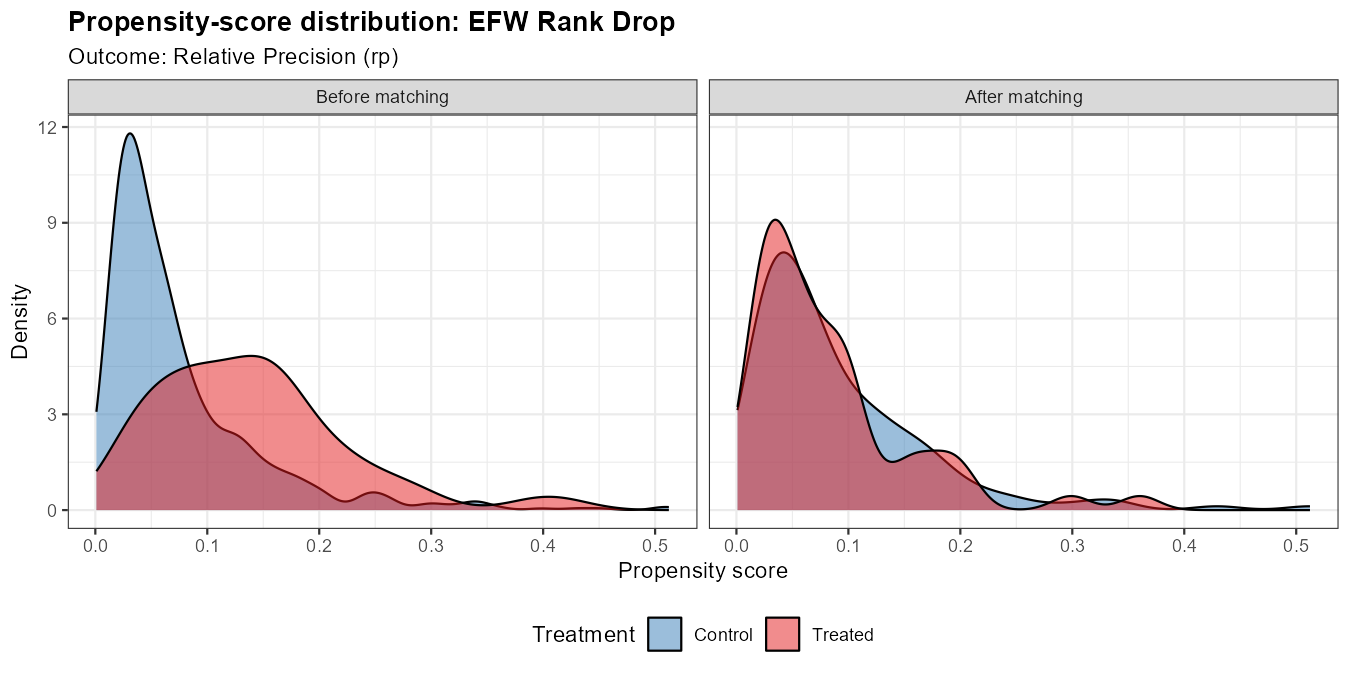 Propensity-score distribution: EFW Rank Drop
Outcome: Relative Precision (rp)
Before matching
After matching
Density
12
9
6
3
0
0.0 0.1 0.2 0.3 0.4 0.5
0.0 0.1 0.2 0.3 0.4 0.5
Propensity score
Treatment Control Treated